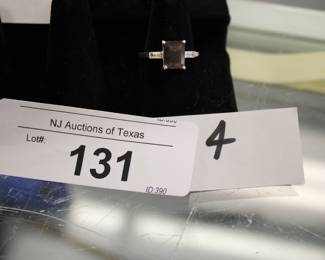 NJ Auctions of Texas
Lot#:
131
ID:390
4